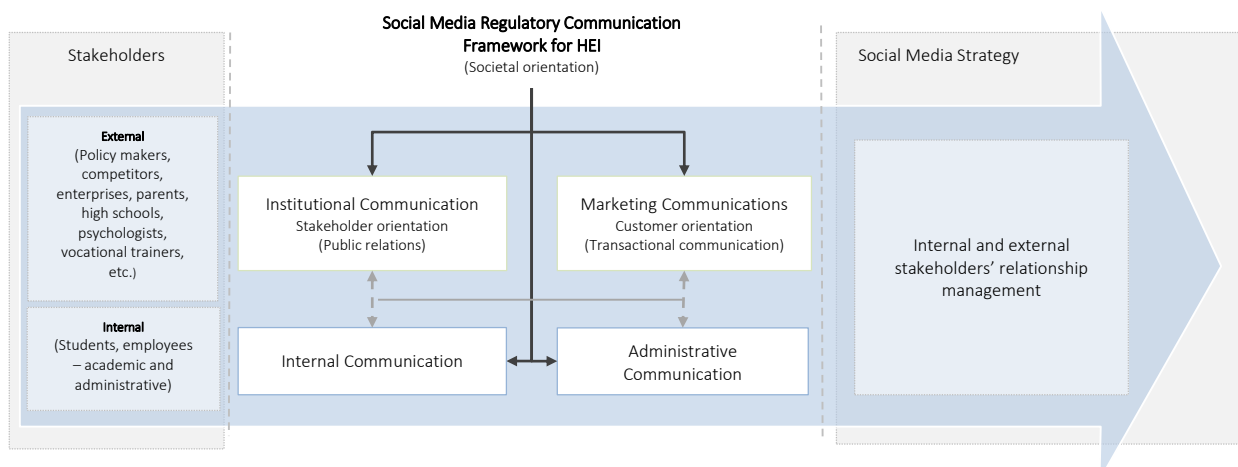 Social Media Regulatory Communication
Framework for HEI
(Societal orientation)
Stakeholders
External
(Policy makers,
competitors,
enterprises, parents,
high schools,
psychologists,
vocational trainers,
etc.)
Internal
(Students, employees
– academic and
administrative)
Institutional Communication
Stakeholder orientation
(Public relations)
Marketing Communications
Customer orientation
(Transactional communication)
Internal Communication
Administrative
Communication
Social Media Strategy
Internal and external
stakeholders’ relationship
management